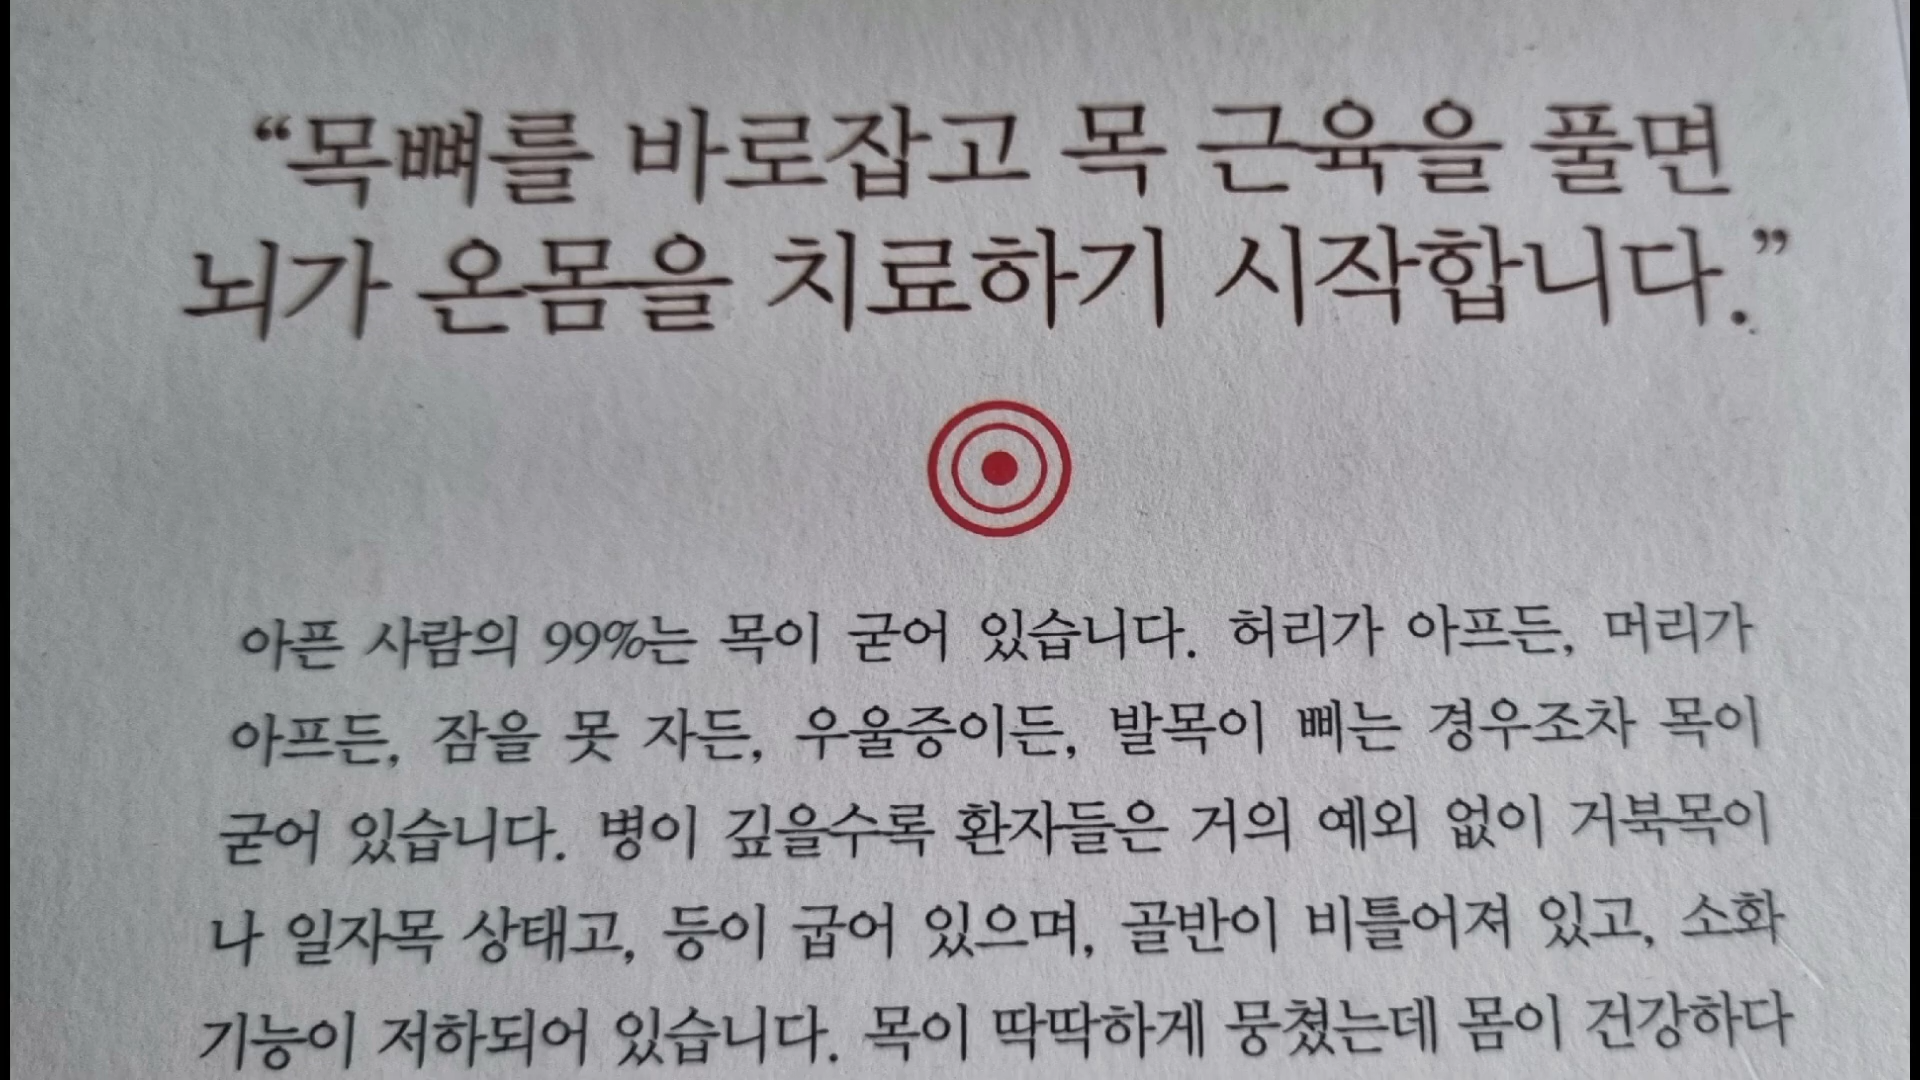 “목뼈를 바로잡고 목 근육을 풀면
뇌가 온몸을 치료하기 시작합니다.”
아픈 사람의 99%는 목이 굳어 있습니다. 허리가 아프든, 머리가
아프든, 잠을 못 자든, 우울증이든, 발목이 삐는 경우조차 목이
굳어 있습니다. 병이 깊을수록 환자들은 거의 예외 없이 거북목이
나 일자목 상태고, 등이 굽어 있으며, 골반이 비틀어져 있고, 소화
기능이 저하되어 있습니다. 목이 딱딱하게 뭉쳤는데 몸이 건강하다